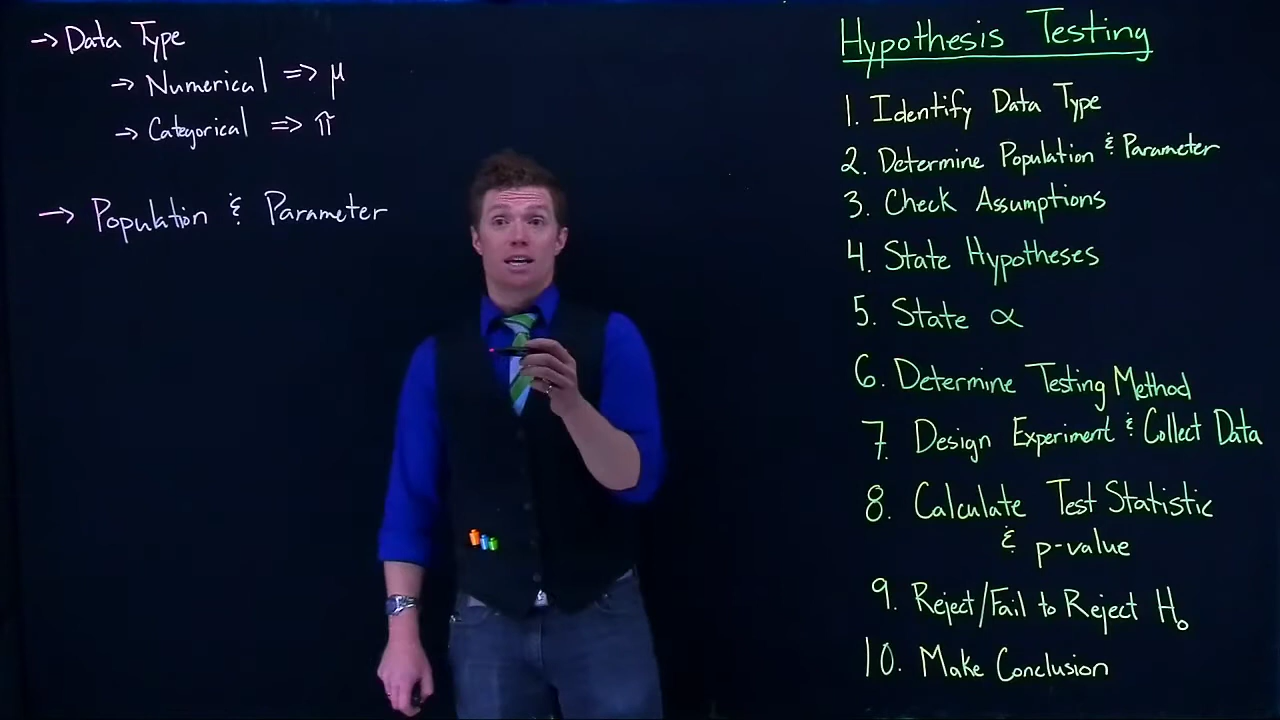 → Data Type
→ Numerical => μ
→ Categorical => π
→ Population & Parameter
Hypothesis Testing
1. Identify Data Type
2. Determine Population & Parameter
3. Check Assumptions
4. State Hypotheses
5. State α
6. Determine Testing Method
7. Design Experiment & Collect Data
8. Calculate Test Statistic
& p-value
9. Reject/Fail to Reject H₀
10. Make Conclusion